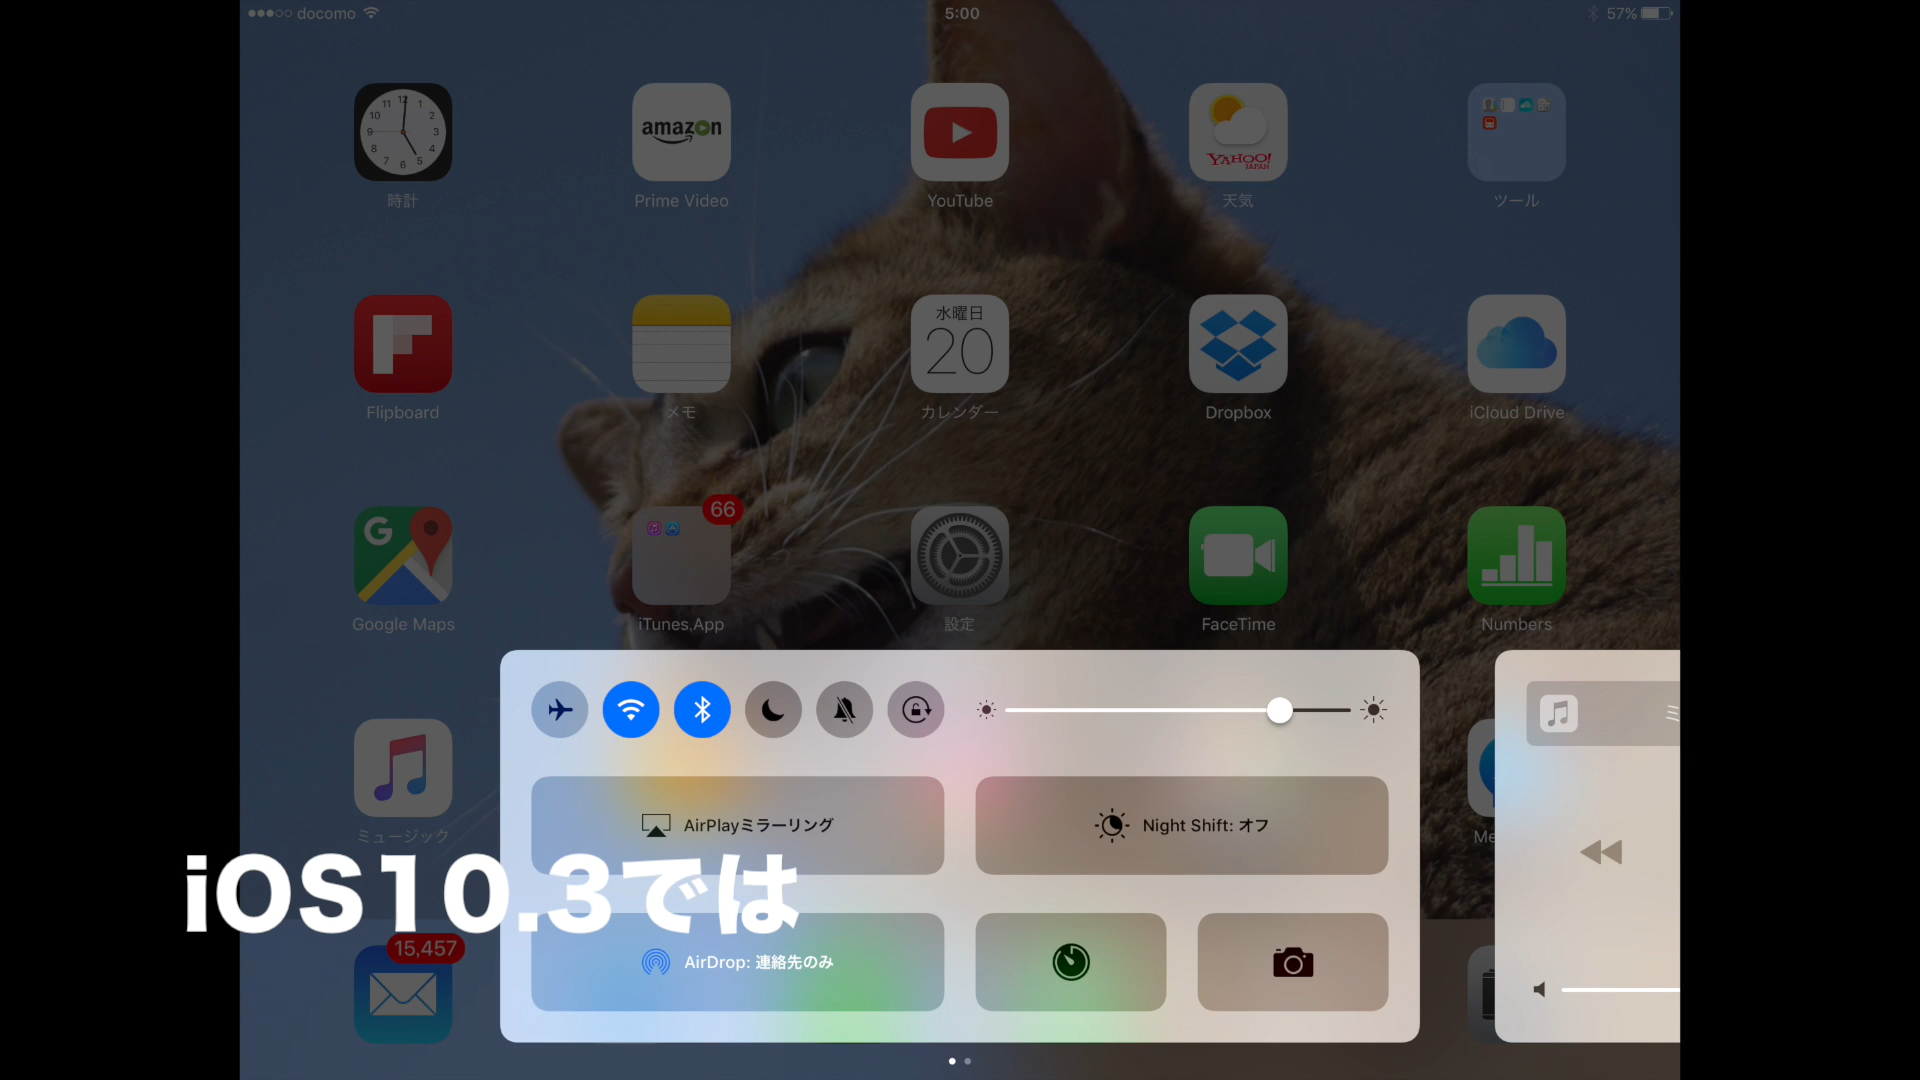 docomo 5:00 57%
amazon
YAHOO!
JAPAN
時計 Prime Video YouTube 天気 ツール
水曜日
20
Flipboard メモ カレンダー Dropbox iCloud Drive
G
66
Google Maps iTunes,App 設定 FaceTime Numbers
ミュージック
AirPlayミラーリング Night Shift: オフ
iOS10.3では
15,457
AirDrop: 連絡先のみ